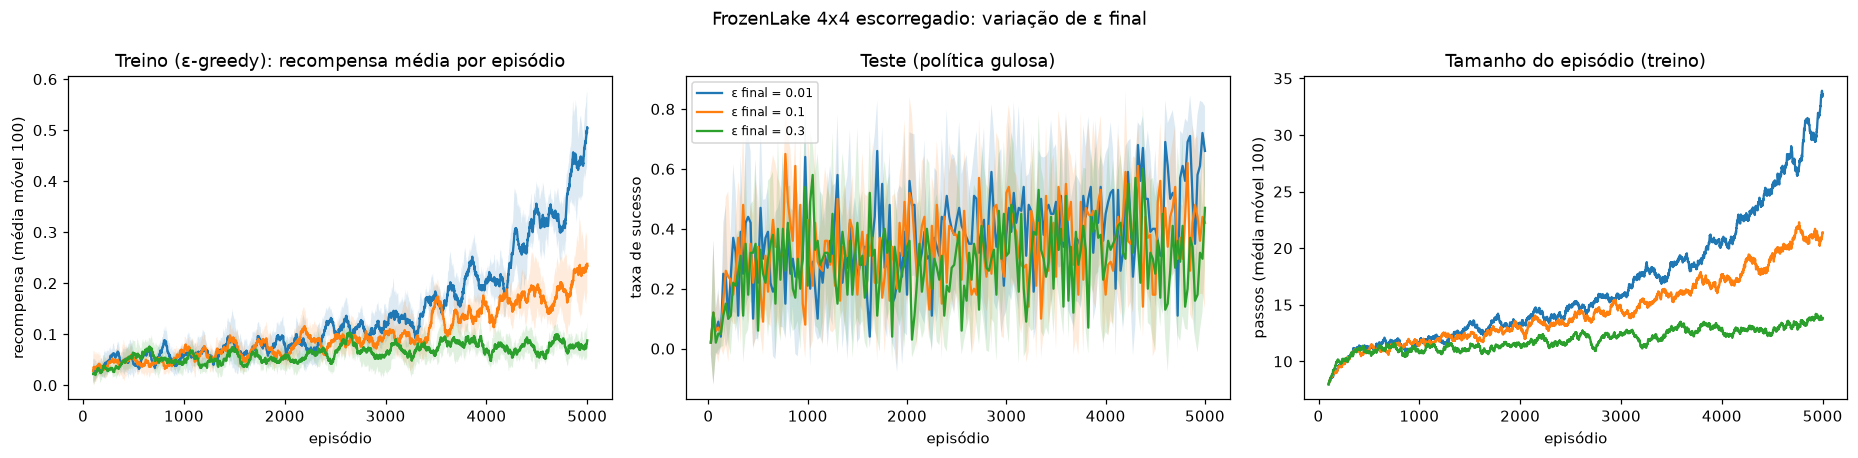 FrozenLake 4x4 escorregadio: variação de ε final
Treino (ε-greedy): recompensa média por episódio
recompensa (média móvel 100)
0.6
0.5
0.4
0.3
0.2
0.1
0.0
0 1000 2000 3000 4000 5000
episódio
Teste (política gulosa)
ε final = 0.01
ε final = 0.1
ε final = 0.3
taxa de sucesso
0.8
0.6
0.4
0.2
0.0
0 1000 2000 3000 4000 5000
episódio
Tamanho do episódio (treino)
passos (média móvel 100)
35
30
25
20
15
10
0 1000 2000 3000 4000 5000
episódio